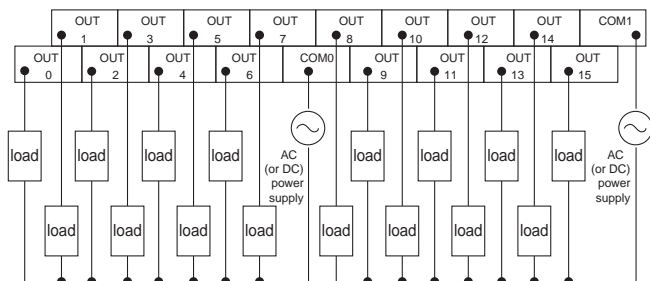 OUT 1 OUT 3 OUT 5 OUT 7 OUT 8 OUT 10 OUT 12 OUT 14 COM1
OUT 0 OUT 2 OUT 4 OUT 6 COM0 OUT 9 OUT 11 OUT 13 OUT 15
load load load load load load load load
AC
(or DC)
power
supply
AC
(or DC)
power
supply
load load load load load load load load